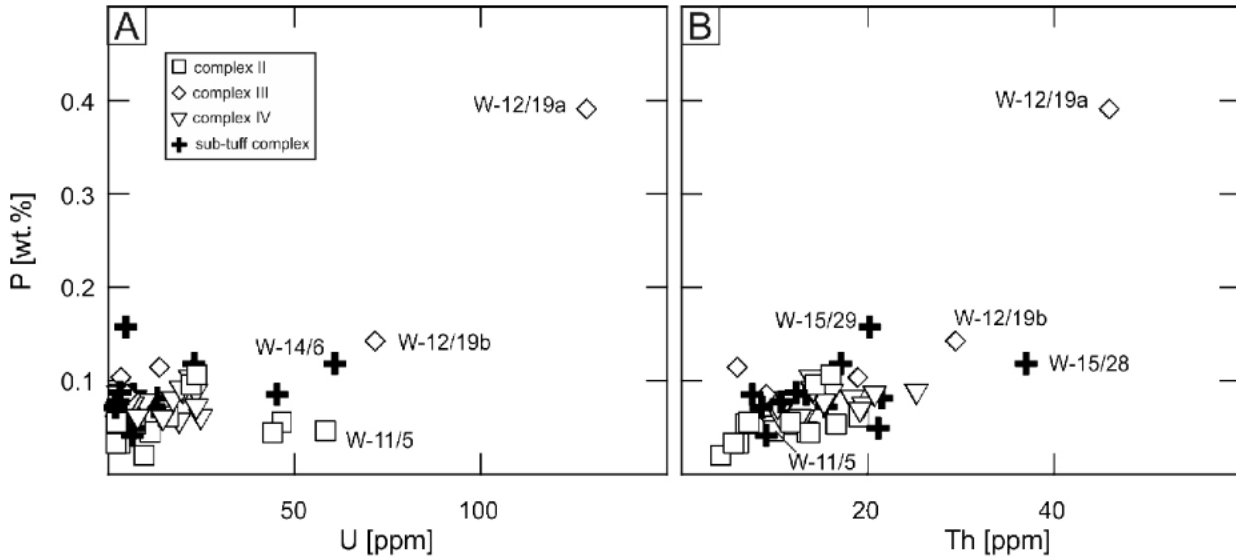 A
B
complex II
complex III
complex IV
sub-tuff complex
W-12/19a
W-12/19a
0.4
0.3
P [wt.%]
0.2
0.1
W-14/6
W-12/19b
W-11/5
W-15/29
W-12/19b
W-15/28
W-11/5
50
100
20
40
U [ppm]
Th [ppm]